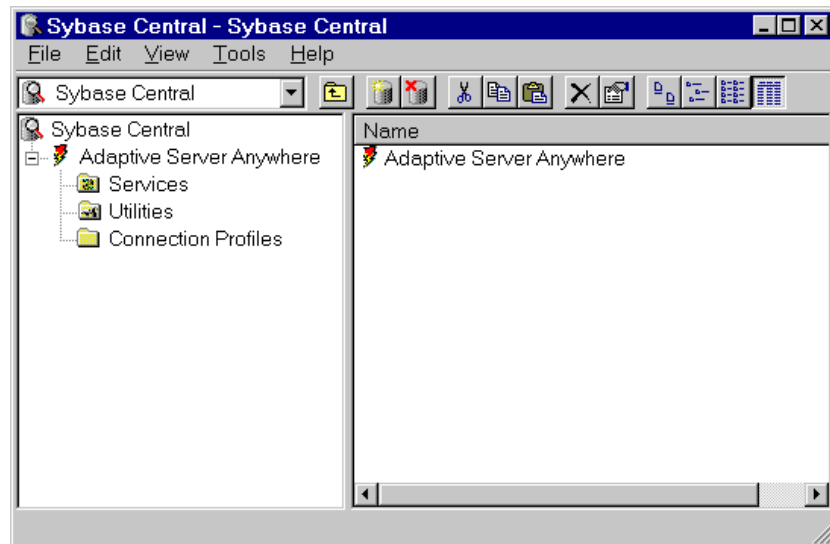 Sybase Central - Sybase Central
File Edit View Tools Help
Sybase Central
Sybase Central
Adaptive Server Anywhere
Services
Utilities
Connection Profiles
Name
Adaptive Server Anywhere